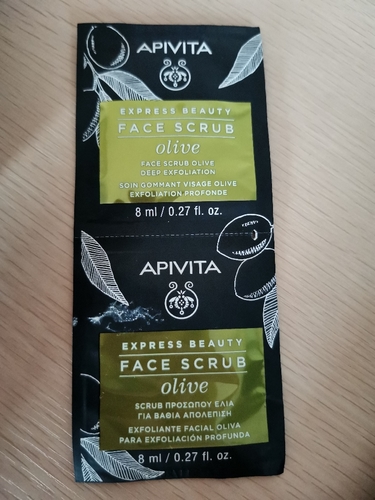 APIVITA
EXPRESS BEAUTY
FACE SCRUB
olive
FACE SCRUB OLIVE
DEEP EXFOLIATION
SOIN GOMMANT VISAGE OLIVE
EXFOLIATION PROFONDE
8 ml / 0.27 fl. oz.
APIVITA
EXPRESS BEAUTY
FACE SCRUB
olive
SCRUB ΠΡΟΣΩΠΟΥ ΕΛΙΑ
ΓΙΑ ΒΑΘΙΑ ΑΠΟΛΕΠΙΣΗ
EXFOLIANTE FACIAL OLIVA
PARA EXFOLIACIÓN PROFUNDA
8 ml / 0.27 fl. oz.